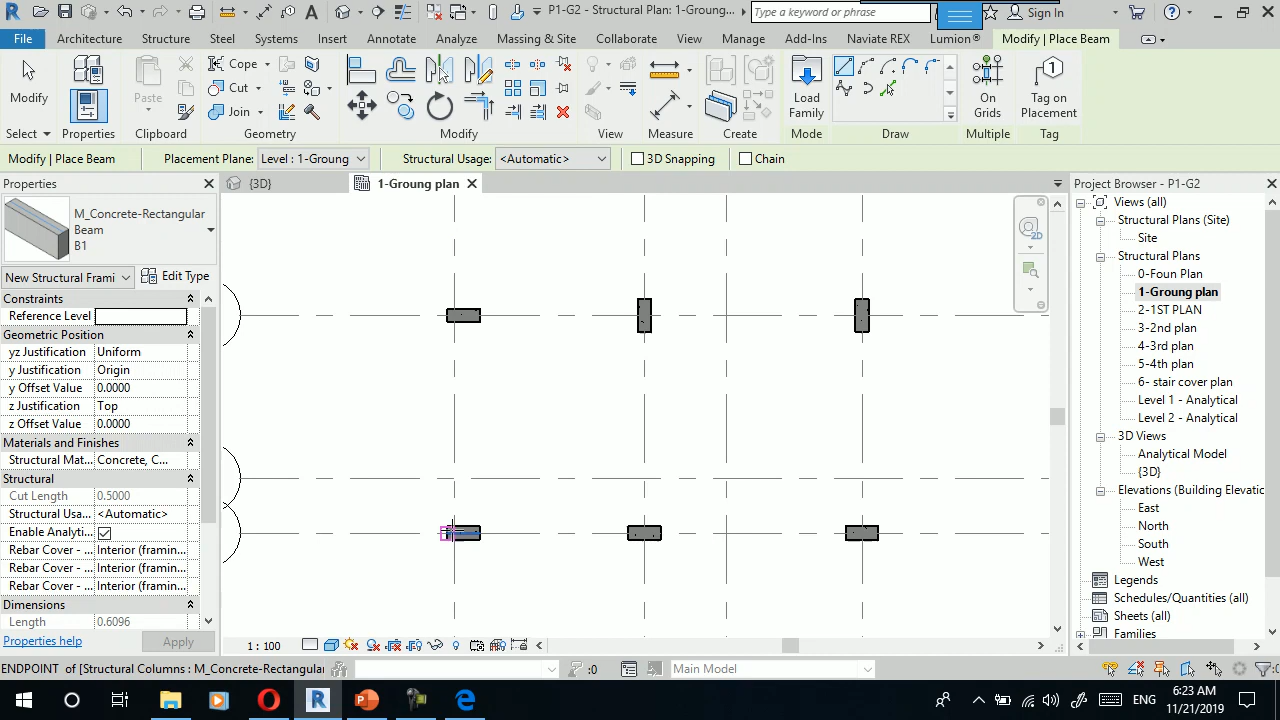 P1-G2 - Structural Plan: 1-Groung...
Type a keyword or phrase
Sign In
File
Architecture
Structure
Steel
Systems
Insert
Annotate
Analyze
Massing & Site
Collaborate
View
Manage
Add-Ins
Naviate REX
Lumion®
Modify | Place Beam
Modify
Properties
Paste
Cope
Cut
Join
Load
Family
On
Grids
Tag on
Placement
Select
Properties
Clipboard
Geometry
Modify
View
Measure
Create
Mode
Draw
Multiple
Tag
Modify | Place Beam
Placement Plane: Level : 1-Groung
Structural Usage: <Automatic>
3D Snapping
Chain
Properties
{3D}
1-Groung plan
Project Browser - P1-G2
M_Concrete-Rectangular
Beam
B1
New Structural Frami
Edit Type
Constraints
Reference Level
Geometric Position
yz Justification Uniform
y Justification Origin
y Offset Value 0.0000
z Justification Top
z Offset Value 0.0000
Materials and Finishes
Structural Mat... Concrete, C...
Structural
Cut Length 0.5000
Structural Usa... <Automatic>
Enable Analyti...
Rebar Cover - ... Interior (framin...
Rebar Cover - ... Interior (framin...
Rebar Cover - ... Interior (framin...
Dimensions
Length 0.6096
Properties help
Apply
2D
Views (all)
Structural Plans (Site)
Site
Structural Plans
0-Foun Plan
1-Groung plan
2-1ST PLAN
3-2nd plan
4-3rd plan
5-4th plan
6- stair cover plan
Level 1 - Analytical
Level 2 - Analytical
3D Views
Analytical Model
{3D}
Elevations (Building Elevatio
East
North
South
West
Legends
Schedules/Quantities (all)
Sheets (all)
Families
1 : 100
ENDPOINT of [Structural Columns : M_Concrete-Rectangular
:0
Main Model
:0
ENG
6:23 AM
11/21/2019